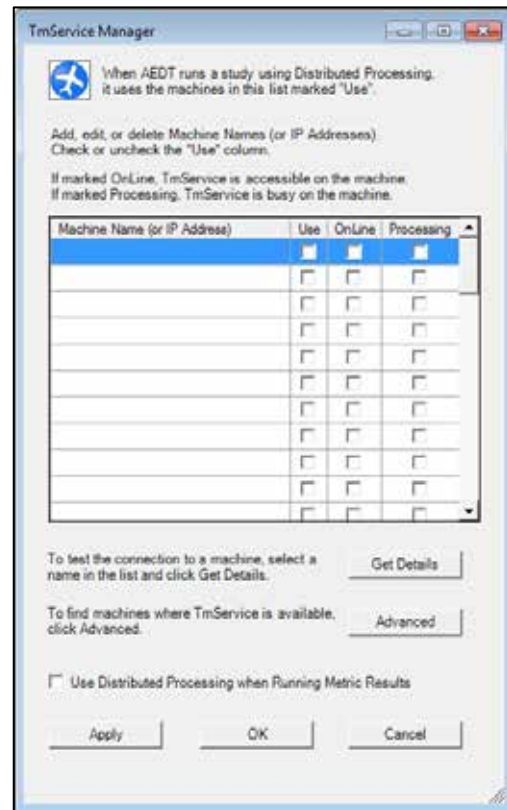 TmService Manager
When AEDT runs a study using Distributed Processing,
it uses the machines in this list marked "Use".
Add, edit, or delete Machine Names (or IP Addresses)
Check or uncheck the "Use" column.
If marked OnLine, TmService is accessible on the machine.
If marked Processing, TmService is busy on the machine.
Machine Name (or IP Address) Use OnLine Processing
To test the connection to a machine, select a
name in the list and click Get Details.
Get Details
To find machines where TmService is available,
click Advanced.
Advanced
Use Distributed Processing when Running Metric Results
Apply OK Cancel